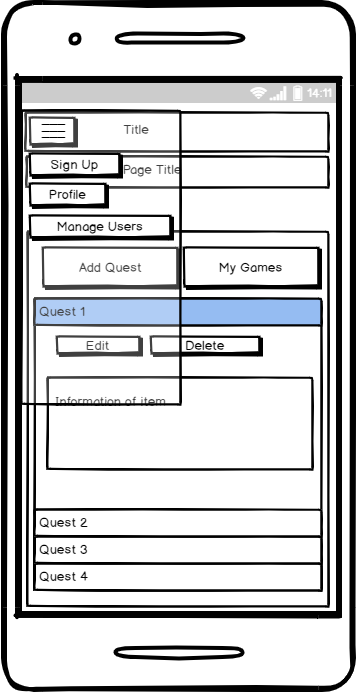 14:11
Title
Sign Up
Page Title
Profile
Manage Users
Add Quest
My Games
Quest 1
Edit
Delete
Information of item
Quest 2
Quest 3
Quest 4